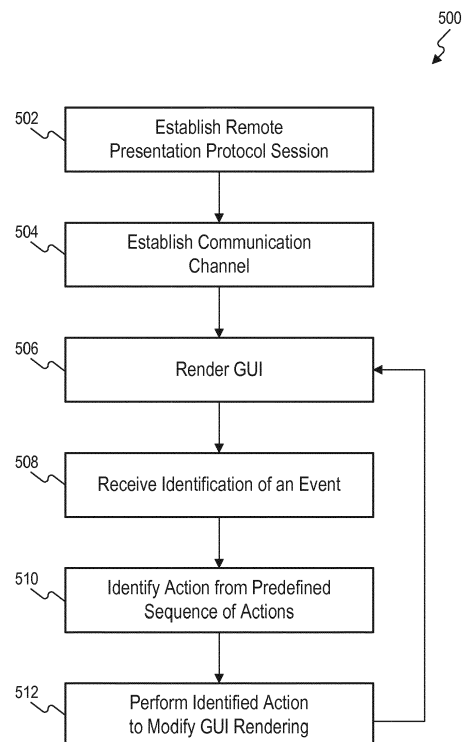 500
502
Establish Remote
Presentation Protocol Session
504
Establish Communication
Channel
506
Render GUI
508
Receive Identification of an Event
510
Identify Action from Predefined
Sequence of Actions
512
Perform Identified Action
to Modify GUI Rendering